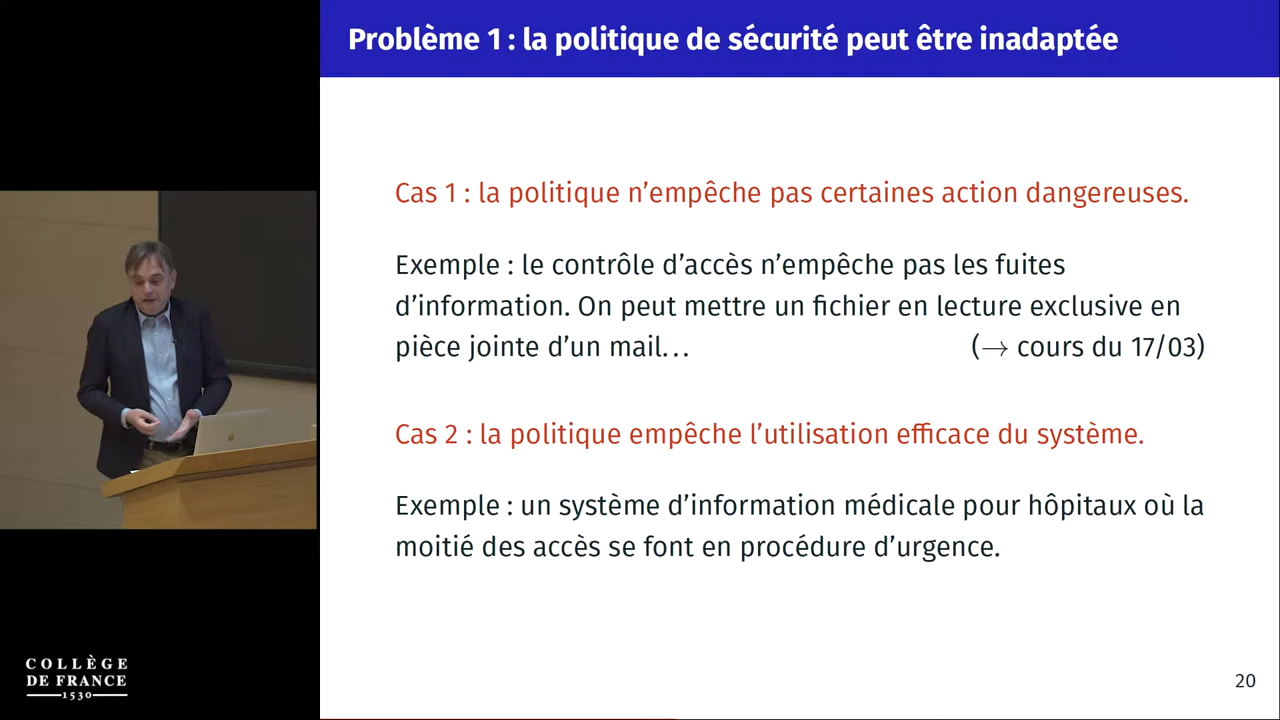 Problème 1 : la politique de sécurité peut être inadaptée
Cas 1 : la politique n’empêche pas certaines action dangereuses.
Exemple : le contrôle d’accès n’empêche pas les fuites
d’information. On peut mettre un fichier en lecture exclusive en
pièce jointe d’un mail… (→ cours du 17/03)
Cas 2 : la politique empêche l’utilisation efficace du système.
Exemple : un système d’information médicale pour hôpitaux où la
moitié des accès se font en procédure d’urgence.
COLLÈGE
DE FRANCE
1530
20